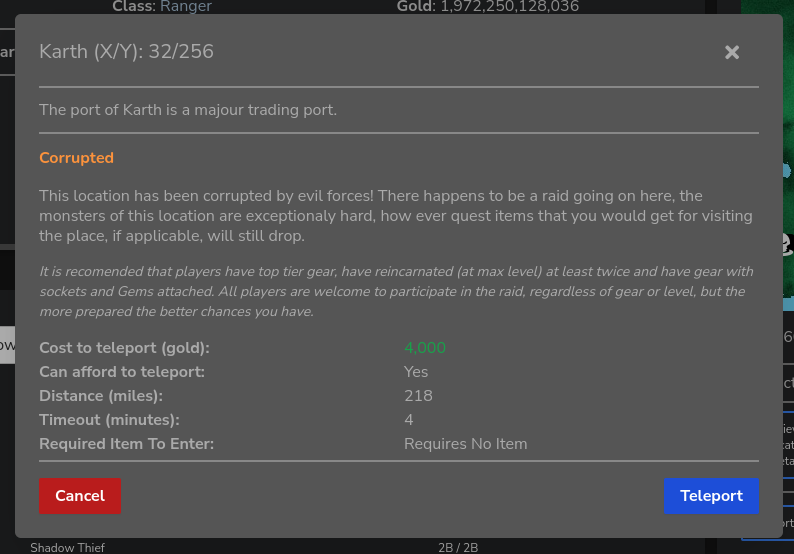 Class: Ranger
Gold: 1,972,250,128,036
Karth (X/Y): 32/256
The port of Karth is a majour trading port.
Corrupted
This location has been corrupted by evil forces! There happens to be a raid going on here, the
monsters of this location are exceptionaly hard, how ever quest items that you would get for visiting
the place, if applicable, will still drop.
It is recomended that players have top tier gear, have reincarnated (at max level) at least twice and have gear with
sockets and Gems attached. All players are welcome to participate in the raid, regardless of gear or level, but the
more prepared the better chances you have.
Cost to teleport (gold): 4,000
Can afford to teleport: Yes
Distance (miles): 218
Timeout (minutes): 4
Required Item To Enter: Requires No Item
Cancel
Teleport
Shadow Thief
2B / 2B